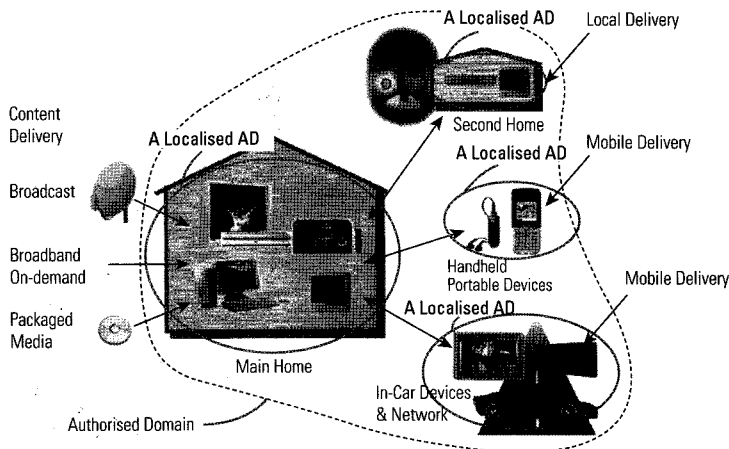 A Localised AD
Local Delivery
Content
Delivery
A Localised AD
Second Home
A Localised AD
Mobile Delivery
Broadcast
Broadband
On-demand
Handheld
Portable Devices
Mobile Delivery
A Localised AD
Packaged
Media
Main Home
In-Car Devices
& Network
Authorised Domain